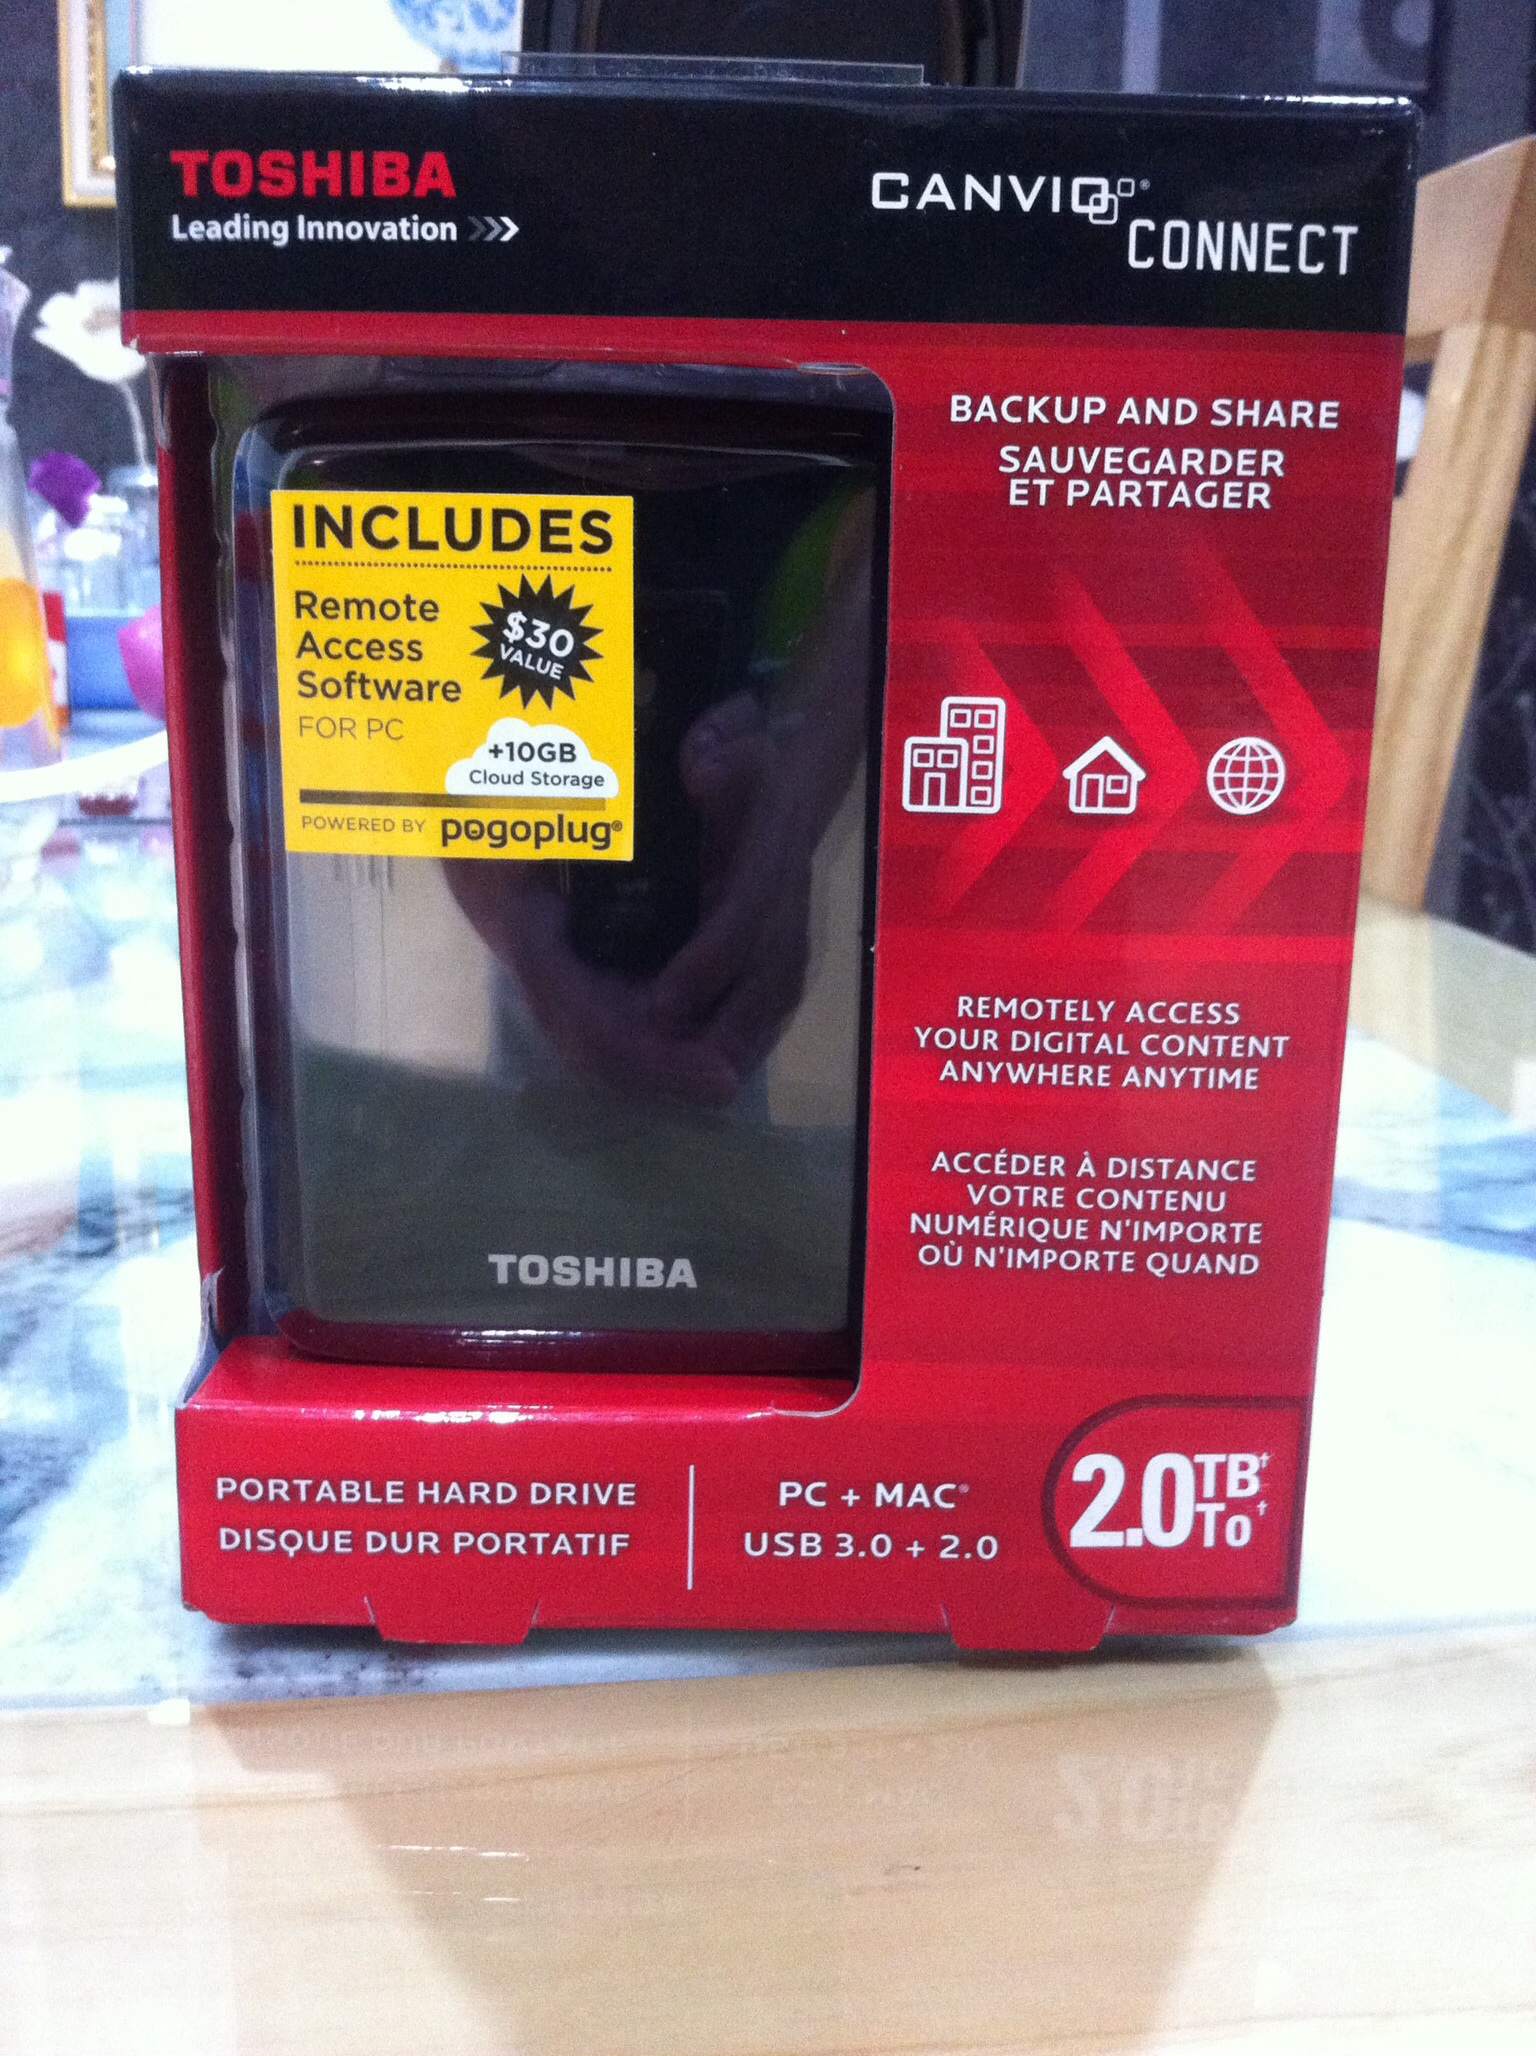 TOSHIBA
Leading Innovation >>>
CANVIO®
CONNECT
BACKUP AND SHARE
SAUVEGARDER
ET PARTAGER
INCLUDES
Remote
Access
Software
FOR PC
$30
VALUE
+10GB
Cloud Storage
POWERED BY pogoplug®
REMOTELY ACCESS
YOUR DIGITAL CONTENT
ANYWHERE ANYTIME
ACCÉDER À DISTANCE
VOTRE CONTENU
NUMÉRIQUE N'IMPORTE
OÙ N'IMPORTE QUAND
TOSHIBA
PORTABLE HARD DRIVE
DISQUE DUR PORTATIF
PC + MAC®
USB 3.0 + 2.0
2.0 TB†
To†